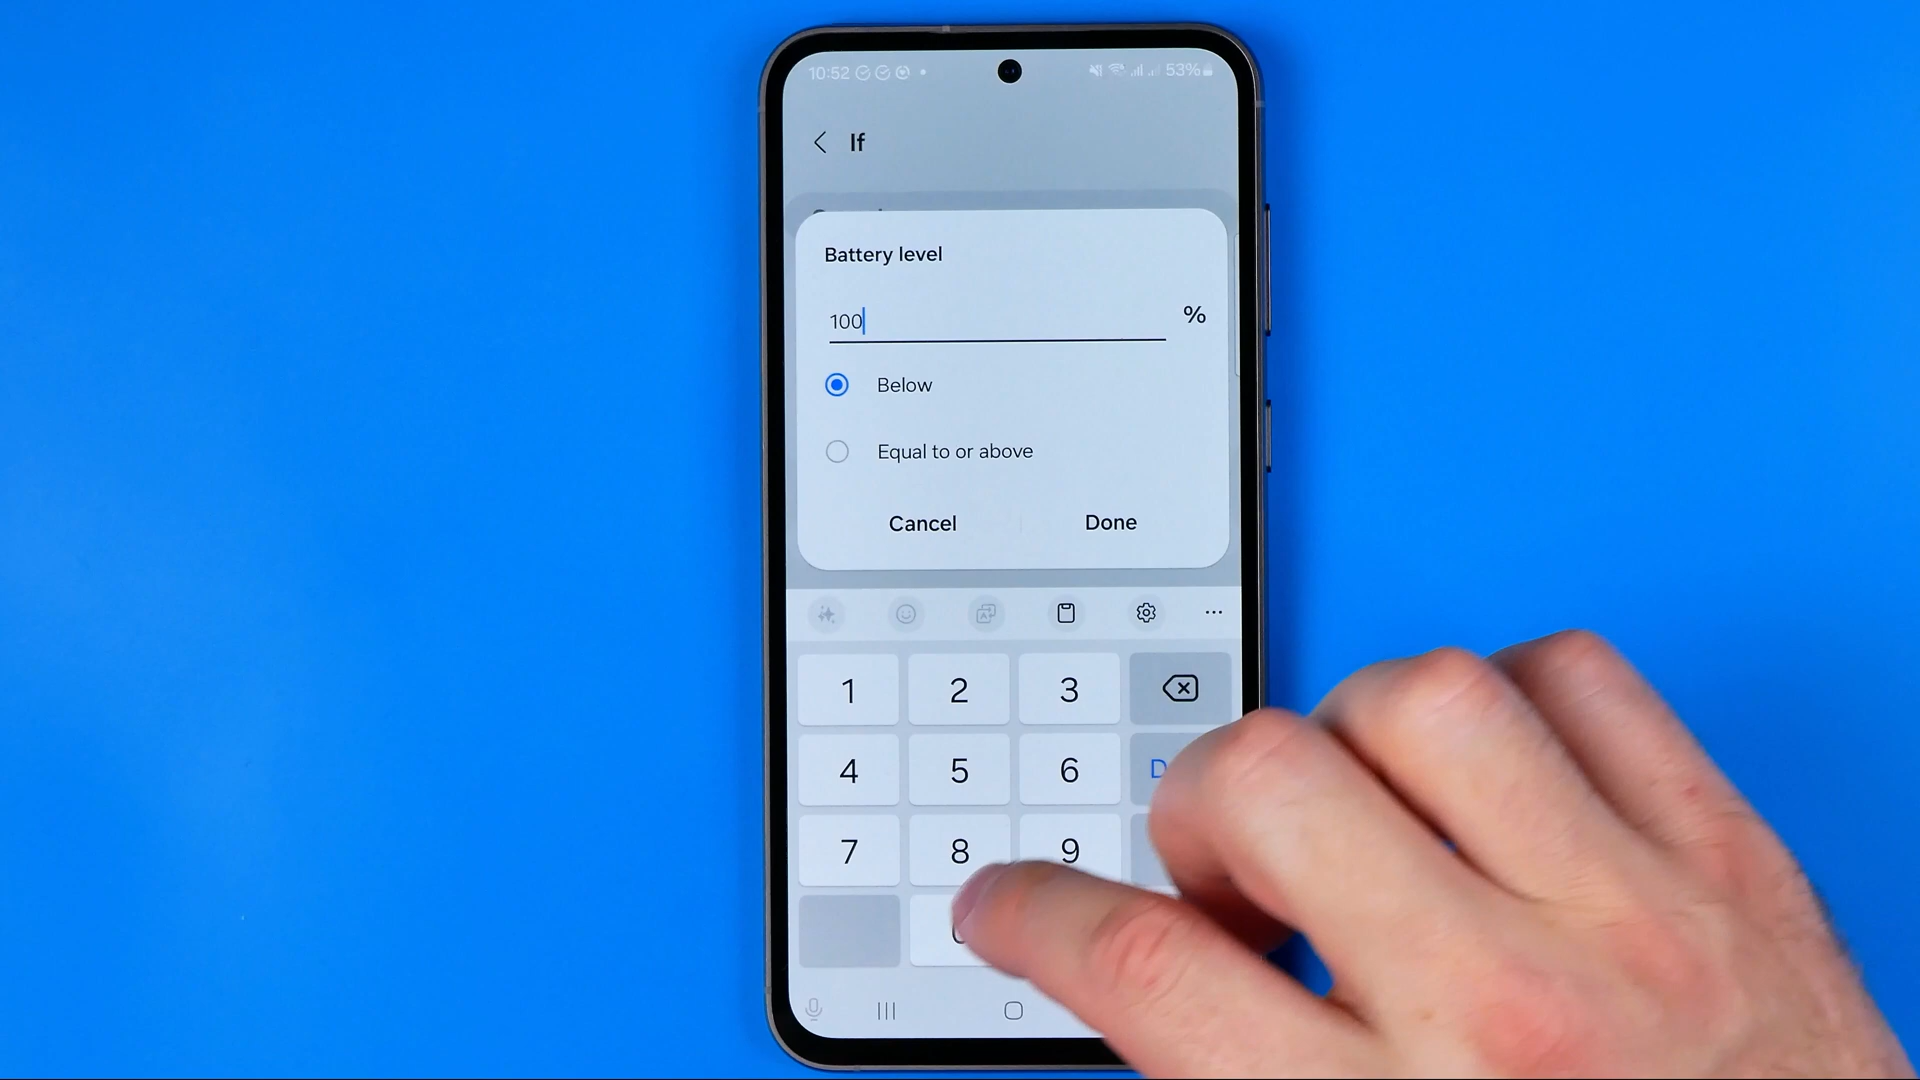 10:52 53%
If
Battery level
100 %
Below
Equal to or above
Cancel Done
1 2 3
4 5 6
7 8 9